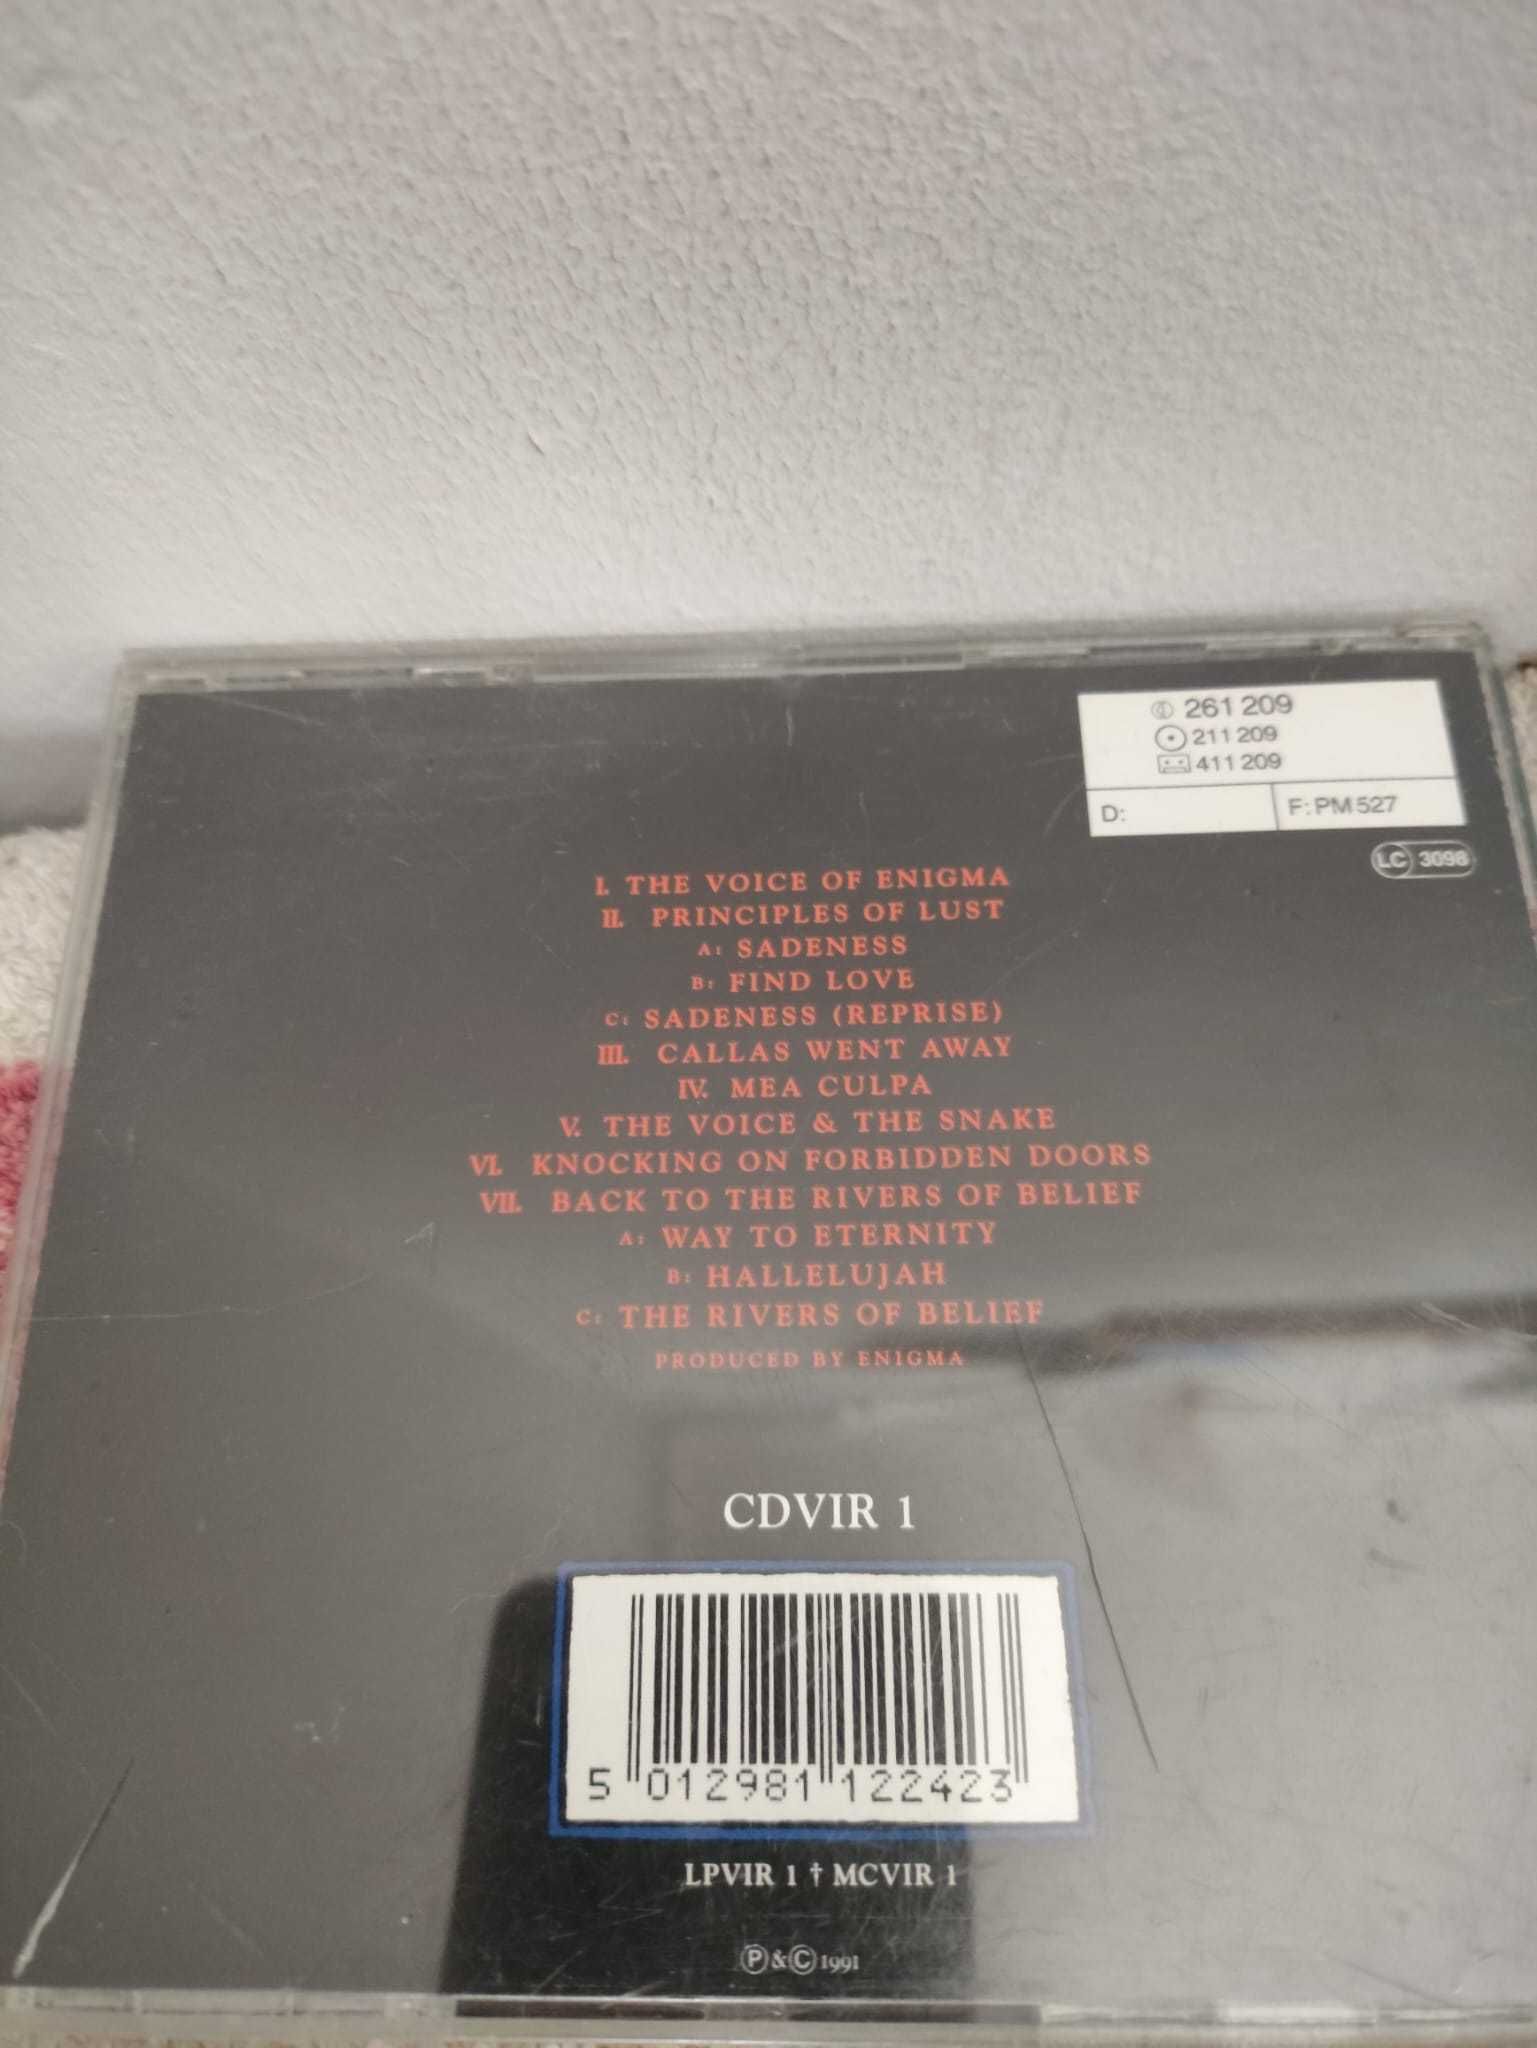 261 209
211 209
411 209
D: F: PM 527
LC 3098
I. THE VOICE OF ENIGMA
II. PRINCIPLES OF LUST
A: SADENESS
B: FIND LOVE
C: SADENESS (REPRISE)
III. CALLAS WENT AWAY
IV. MEA CULPA
V. THE VOICE & THE SNAKE
VI. KNOCKING ON FORBIDDEN DOORS
VII. BACK TO THE RIVERS OF BELIEF
A: WAY TO ETERNITY
B: HALLELUJAH
C: THE RIVERS OF BELIEF
PRODUCED BY ENIGMA
CDVIR 1
5 012981 122423
LPVIR 1 † MCVIR 1
Ⓟ & © 1991